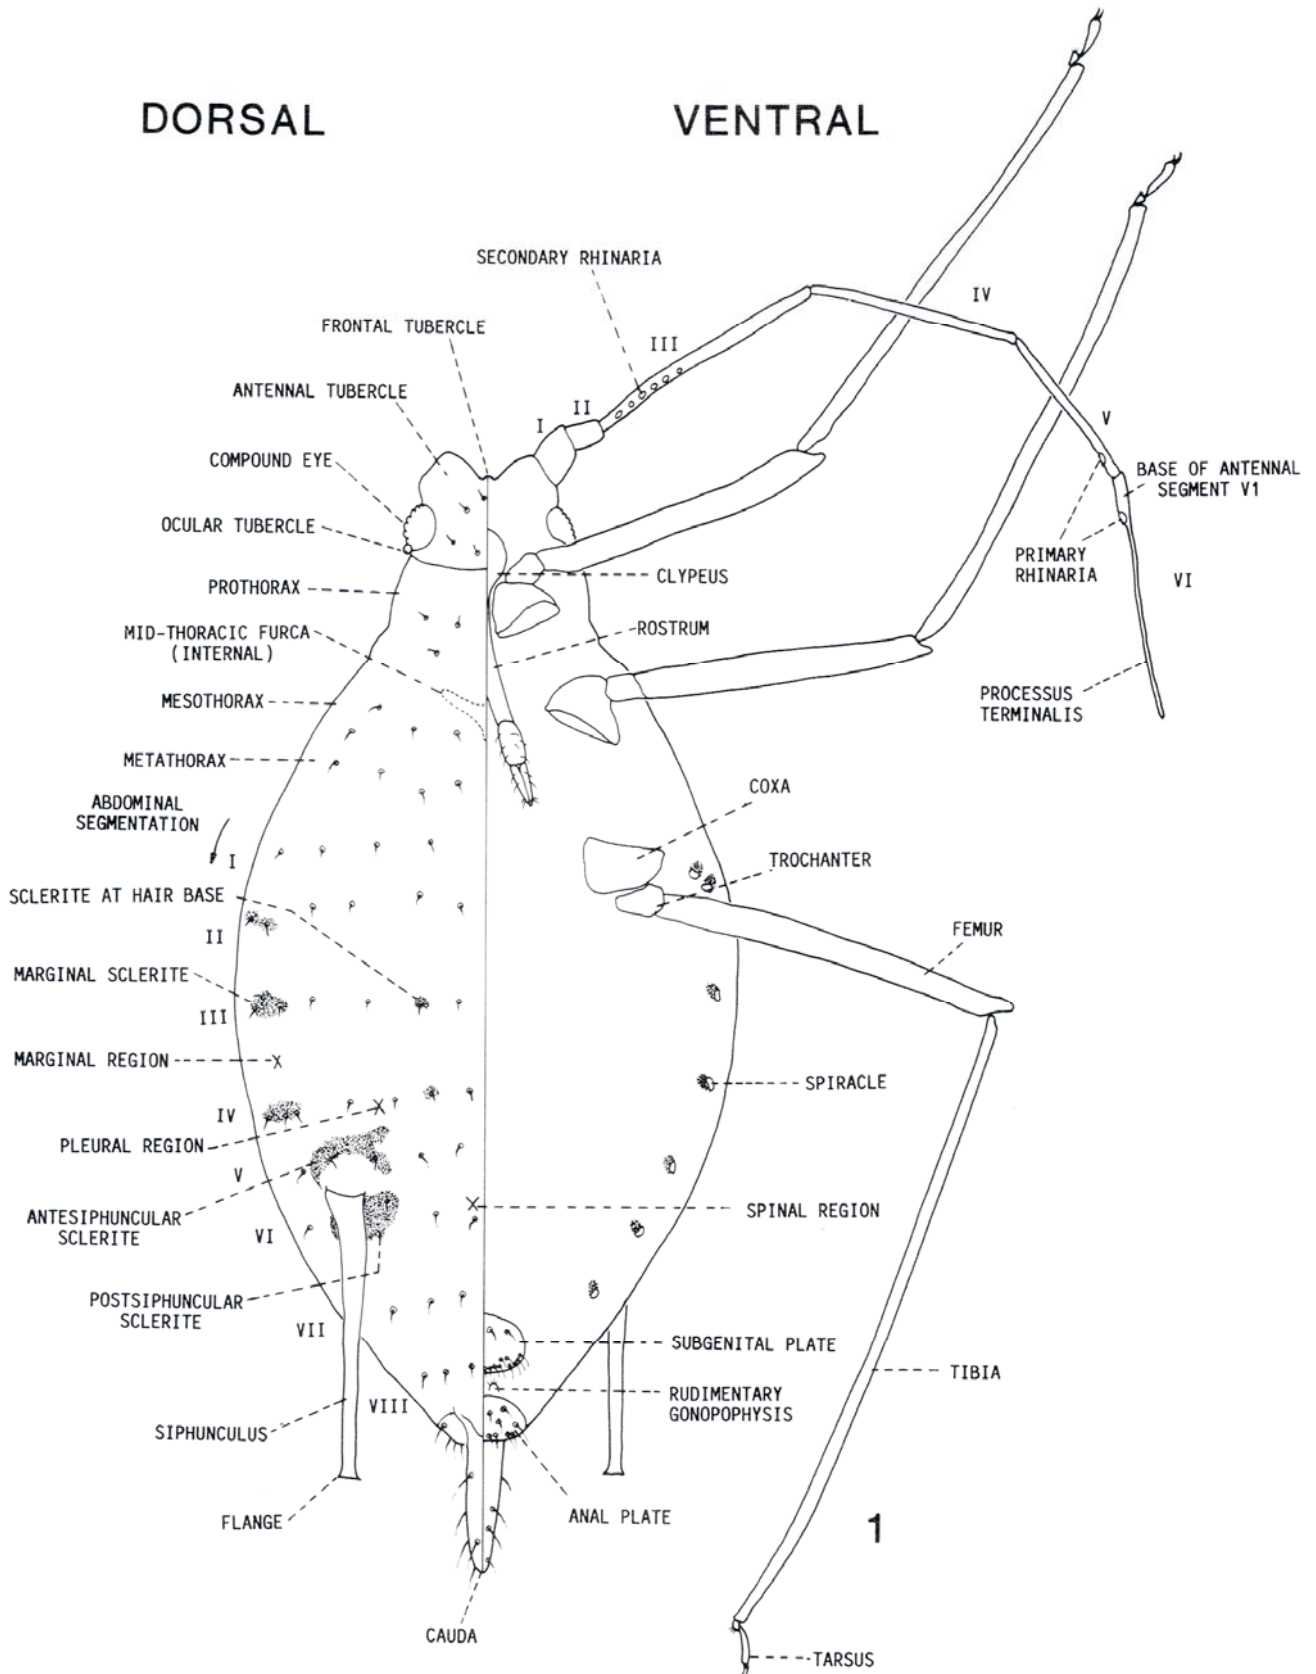 DORSAL
VENTRAL
SECONDARY RHINARIA
FRONTAL TUBERCLE
ANTENNAL TUBERCLE
COMPOUND EYE
OCULAR TUBERCLE
PROTHORAX
MID-THORACIC FURCA
(INTERNAL)
MESOTHORAX
METATHORAX
ABDOMINAL
SEGMENTATION
I
SCLERITE AT HAIR BASE
II
MARGINAL SCLERITE
III
MARGINAL REGION
IV
PLEURAL REGION
V
ANTESIPHUNCULAR
SCLERITE
VI
POSTSIPHUNCULAR
SCLERITE
VII
VIII
SIPHUNCULUS
FLANGE
CAUDA
I
II
III
IV
V
BASE OF ANTENNAL
SEGMENT V1
PRIMARY
RHINARIA
VI
PROCESSUS
TERMINALIS
CLYPEUS
ROSTRUM
COXA
TROCHANTER
FEMUR
SPIRACLE
SPINAL REGION
SUBGENITAL PLATE
RUDIMENTARY
GONOPOPHYSIS
TIBIA
ANAL PLATE
1
TARSUS